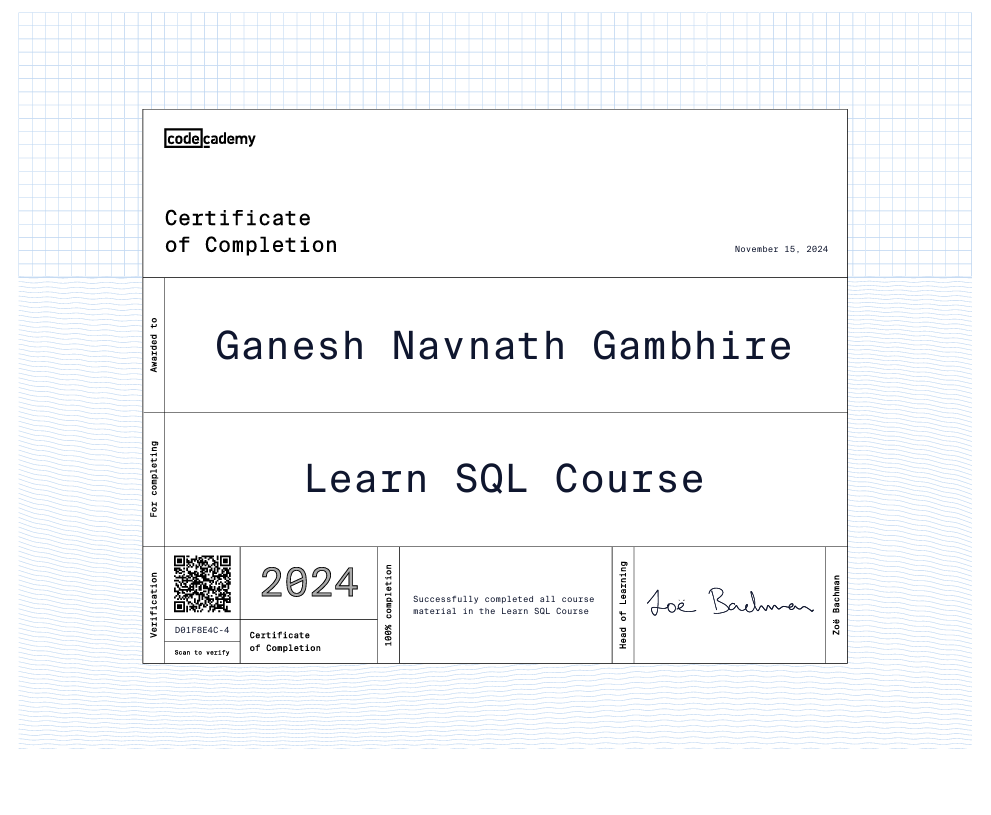 codecademy
Certificate
of Completion
November 15, 2024
Awarded to
Ganesh Navnath Gambhire
For completing
Learn SQL Course
Verification
D01F8E4C-4
Scan to verify
2024
Certificate
of Completion
100% completion
Successfully completed all course
material in the Learn SQL Course
Head of Learning
Zoë Bachman
Zoë Bachman